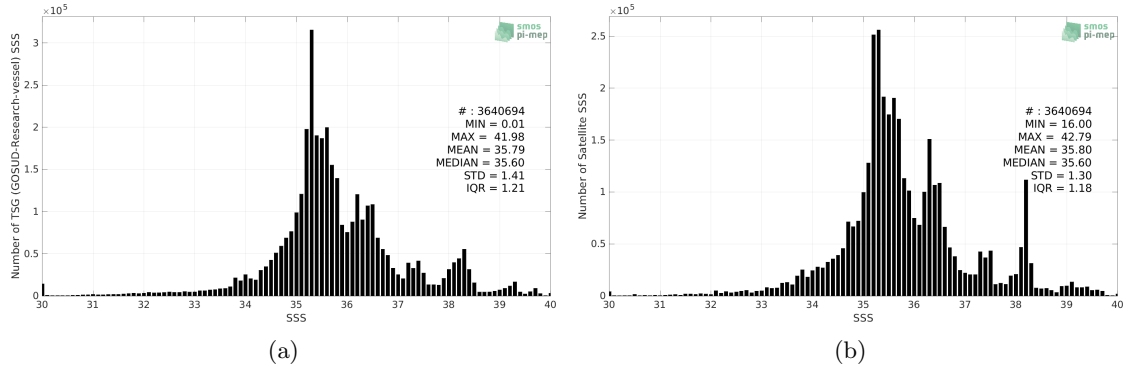 ×10⁵
Number of TSG (GOSUD-Research-vessel) SSS
3
2.5
2
1.5
1
0.5
0
smos
pi-mep
# : 3640694
MIN = 0.01
MAX = 41.98
MEAN = 35.79
MEDIAN = 35.60
STD = 1.41
IQR = 1.21
30 31 32 33 34 35 36 37 38 39 40
SSS
(a)
×10⁵
Number of Satellite SSS
2.5
2
1.5
1
0.5
0
smos
pi-mep
# : 3640694
MIN = 16.00
MAX = 42.79
MEAN = 35.80
MEDIAN = 35.60
STD = 1.30
IQR = 1.18
30 31 32 33 34 35 36 37 38 39 40
SSS
(b)